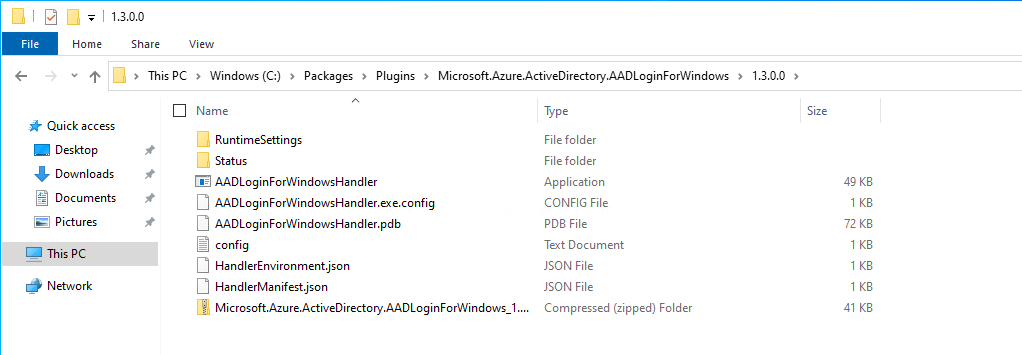 1.3.0.0
File Home Share View
This PC Windows (C:) Packages Plugins Microsoft.Azure.ActiveDirectory.AADLoginForWindows 1.3.0.0
Name Type Size
Quick access
Desktop
Downloads
Documents
Pictures
This PC
Network
RuntimeSettings File folder
Status File folder
AADLoginForWindowsHandler Application 49 KB
AADLoginForWindowsHandler.exe.config CONFIG File 1 KB
AADLoginForWindowsHandler.pdb PDB File 72 KB
config Text Document 1 KB
HandlerEnvironment.json JSON File 1 KB
HandlerManifest.json JSON File 1 KB
Microsoft.Azure.ActiveDirectory.AADLoginForWindows_1.... Compressed (zipped) Folder 41 KB